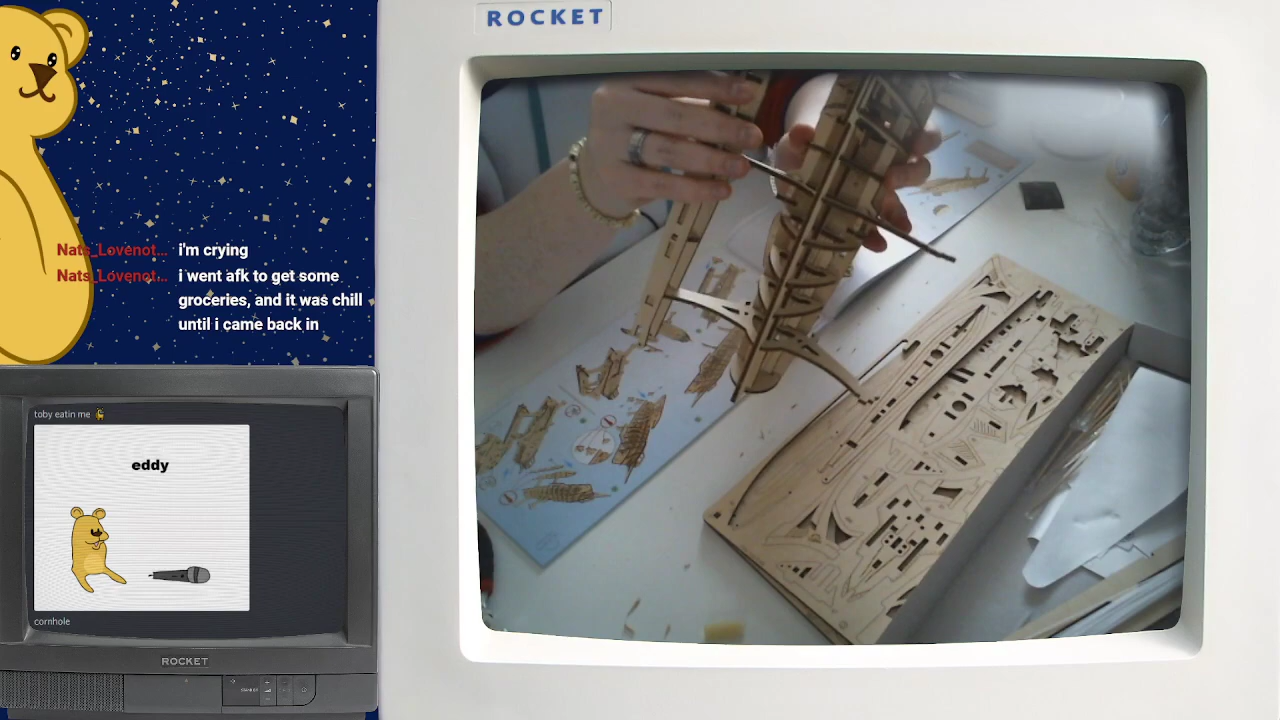 ROCKET
Nats_Lovenot... i'm crying
Nats_Lovenot... i went afk to get some
groceries, and it was chill
until i came back in
toby eatin me
eddy
cornhole
ROCKET